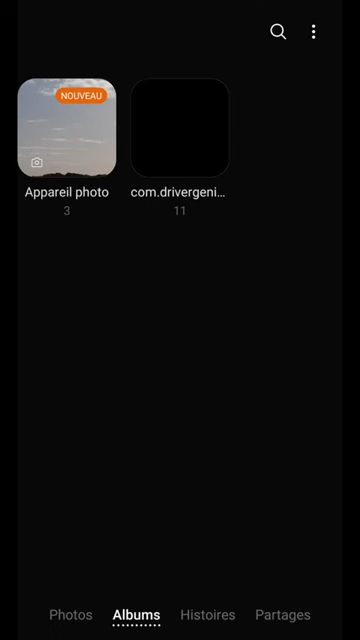 NOUVEAU
Appareil photo
3
com.drivergeni...
11
Photos
Albums
Histoires
Partages